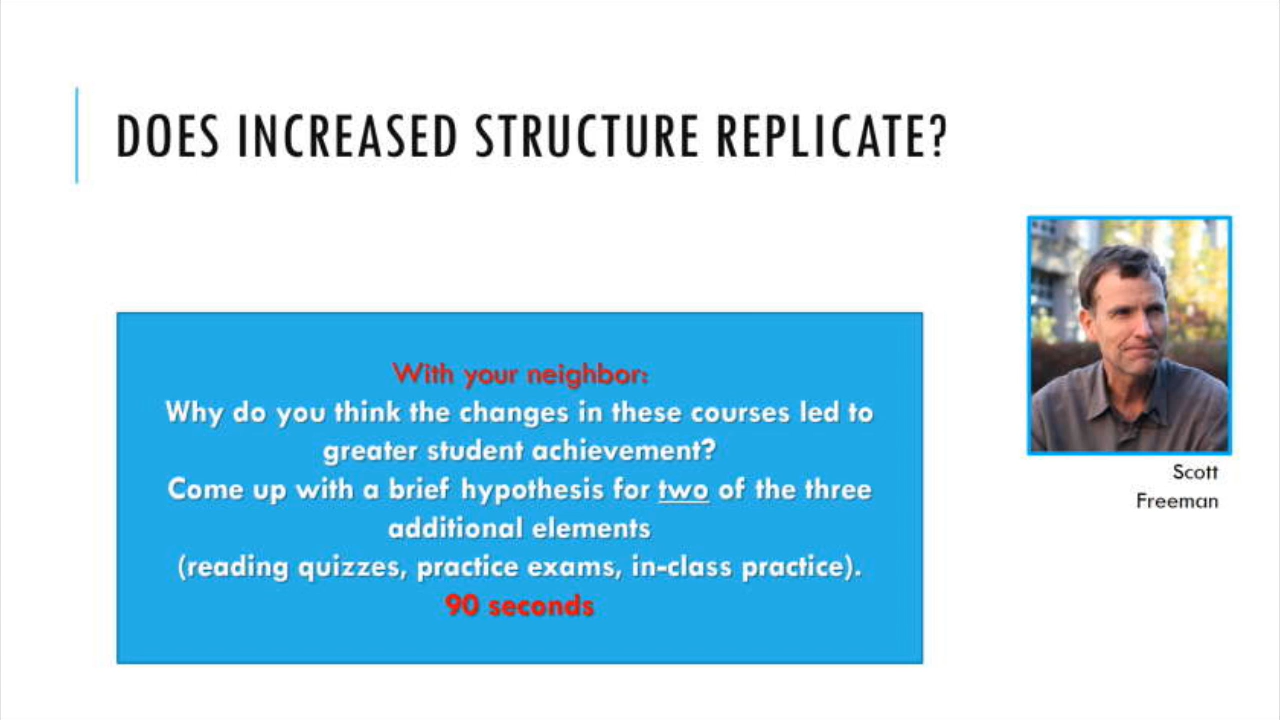 DOES INCREASED STRUCTURE REPLICATE?
With your neighbor:
Why do you think the changes in these courses led to
greater student achievement?
Come up with a brief hypothesis for two of the three
additional elements
(reading quizzes, practice exams, in-class practice).
90 seconds
Scott
Freeman